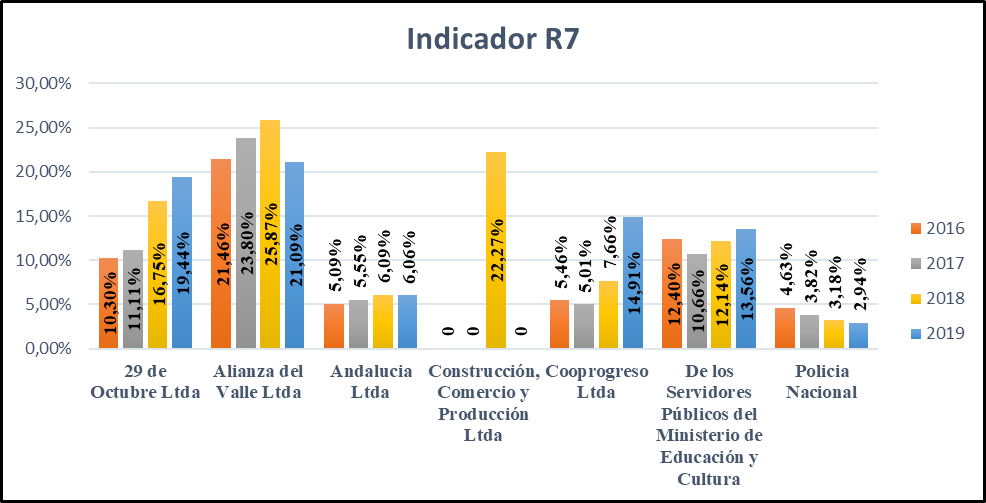 Indicador R7
30,00%
25,00%
20,00%
15,00%
10,00%
5,00%
0,00%
10,30%
11,11%
16,75%
19,44%
21,46%
23,80%
25,87%
21,09%
5,09%
5,55%
6,09%
6,06%
0
0
22,27%
0
5,46%
5,01%
7,66%
14,91%
12,40%
10,66%
12,14%
13,56%
4,63%
3,82%
3,18%
2,94%
29 de
Octubre Ltda
Alianza del
Valle Ltda
Andalucia
Ltda
Construcción,
Comercio y
Producción
Ltda
Cooprogreso
Ltda
De los
Servidores
Públicos del
Ministerio de
Educación y
Cultura
Policia
Nacional
2016
2017
2018
2019